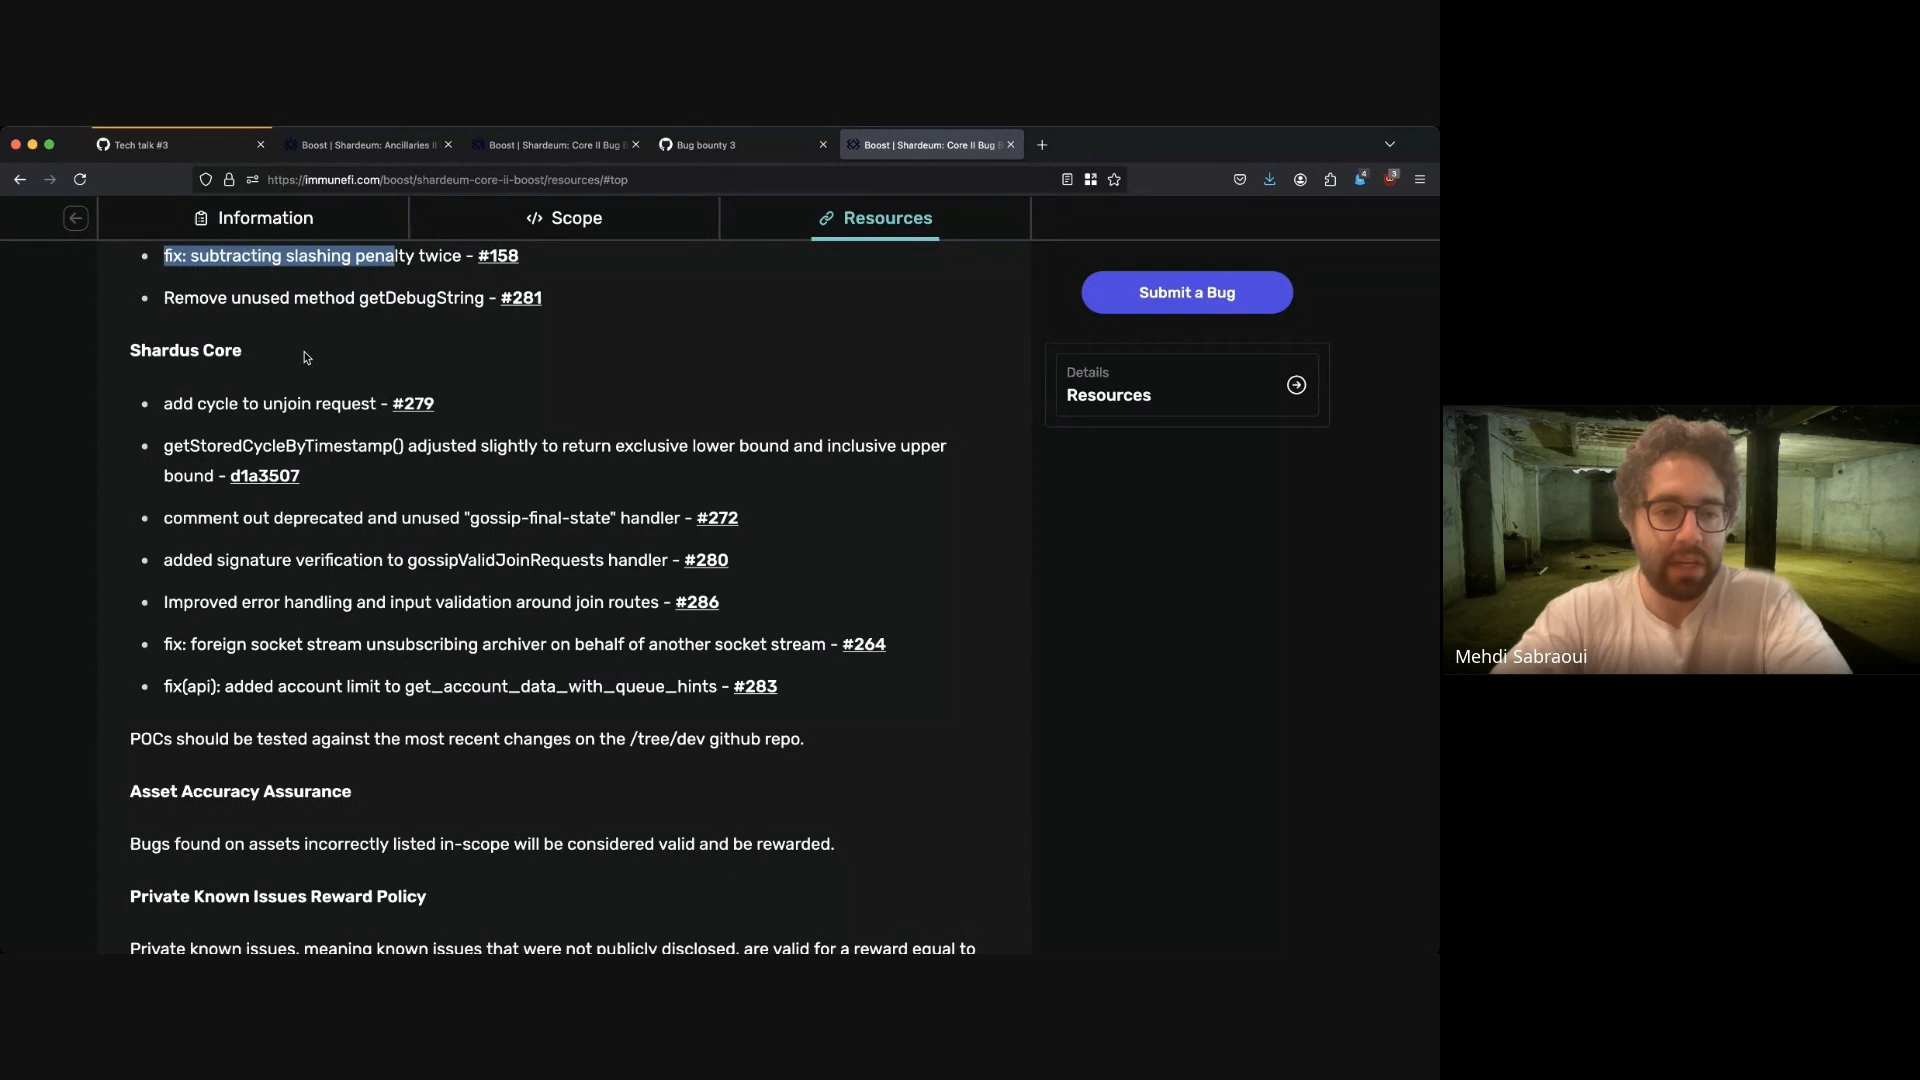 Tech talk #3
Boost | Shardeum: Ancillaries II
Boost | Shardeum: Core II Bug B
Bug bounty 3
Boost | Shardeum: Core II Bug B
https://immunefi.com/boost/shardeum-core-ii-boost/resources/#top
4
3
Information
Scope
Resources
fix: subtracting slashing penalty twice - #158
Remove unused method getDebugString - #281
Shardus Core
add cycle to unjoin request - #279
getStoredCycleByTimestamp() adjusted slightly to return exclusive lower bound and inclusive upper
bound - d1a3507
comment out deprecated and unused "gossip-final-state" handler - #272
added signature verification to gossipValidJoinRequests handler - #280
Improved error handling and input validation around join routes - #286
fix: foreign socket stream unsubscribing archiver on behalf of another socket stream - #264
fix(api): added account limit to get_account_data_with_queue_hints - #283
POCs should be tested against the most recent changes on the /tree/dev github repo.
Asset Accuracy Assurance
Bugs found on assets incorrectly listed in-scope will be considered valid and be rewarded.
Private Known Issues Reward Policy
Private known issues, meaning known issues that were not publicly disclosed, are valid for a reward equal to
Submit a Bug
Details
Resources
Mehdi Sabraoui